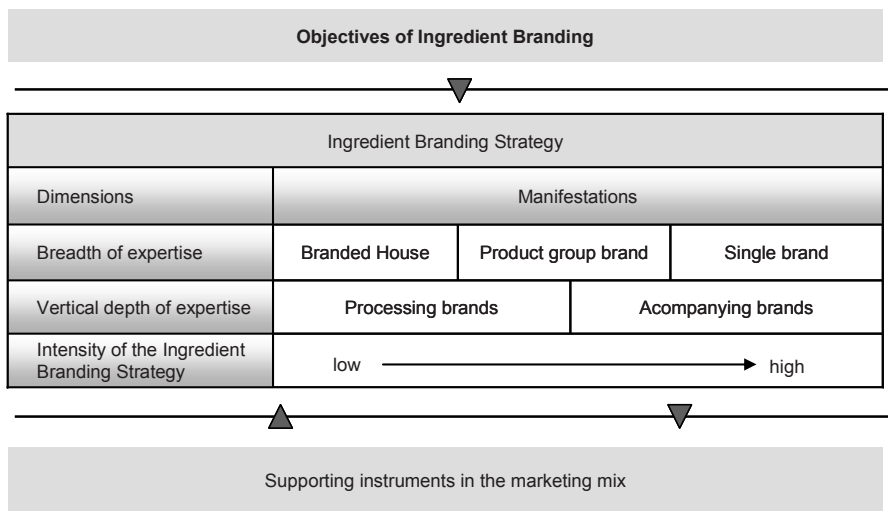 Objectives of Ingredient Branding
Ingredient Branding Strategy
Dimensions
Manifestations
Breadth of expertise
Branded House
Product group brand
Single brand
Vertical depth of expertise
Processing brands
Acompanying brands
Intensity of the Ingredient
Branding Strategy
low
high
Supporting instruments in the marketing mix